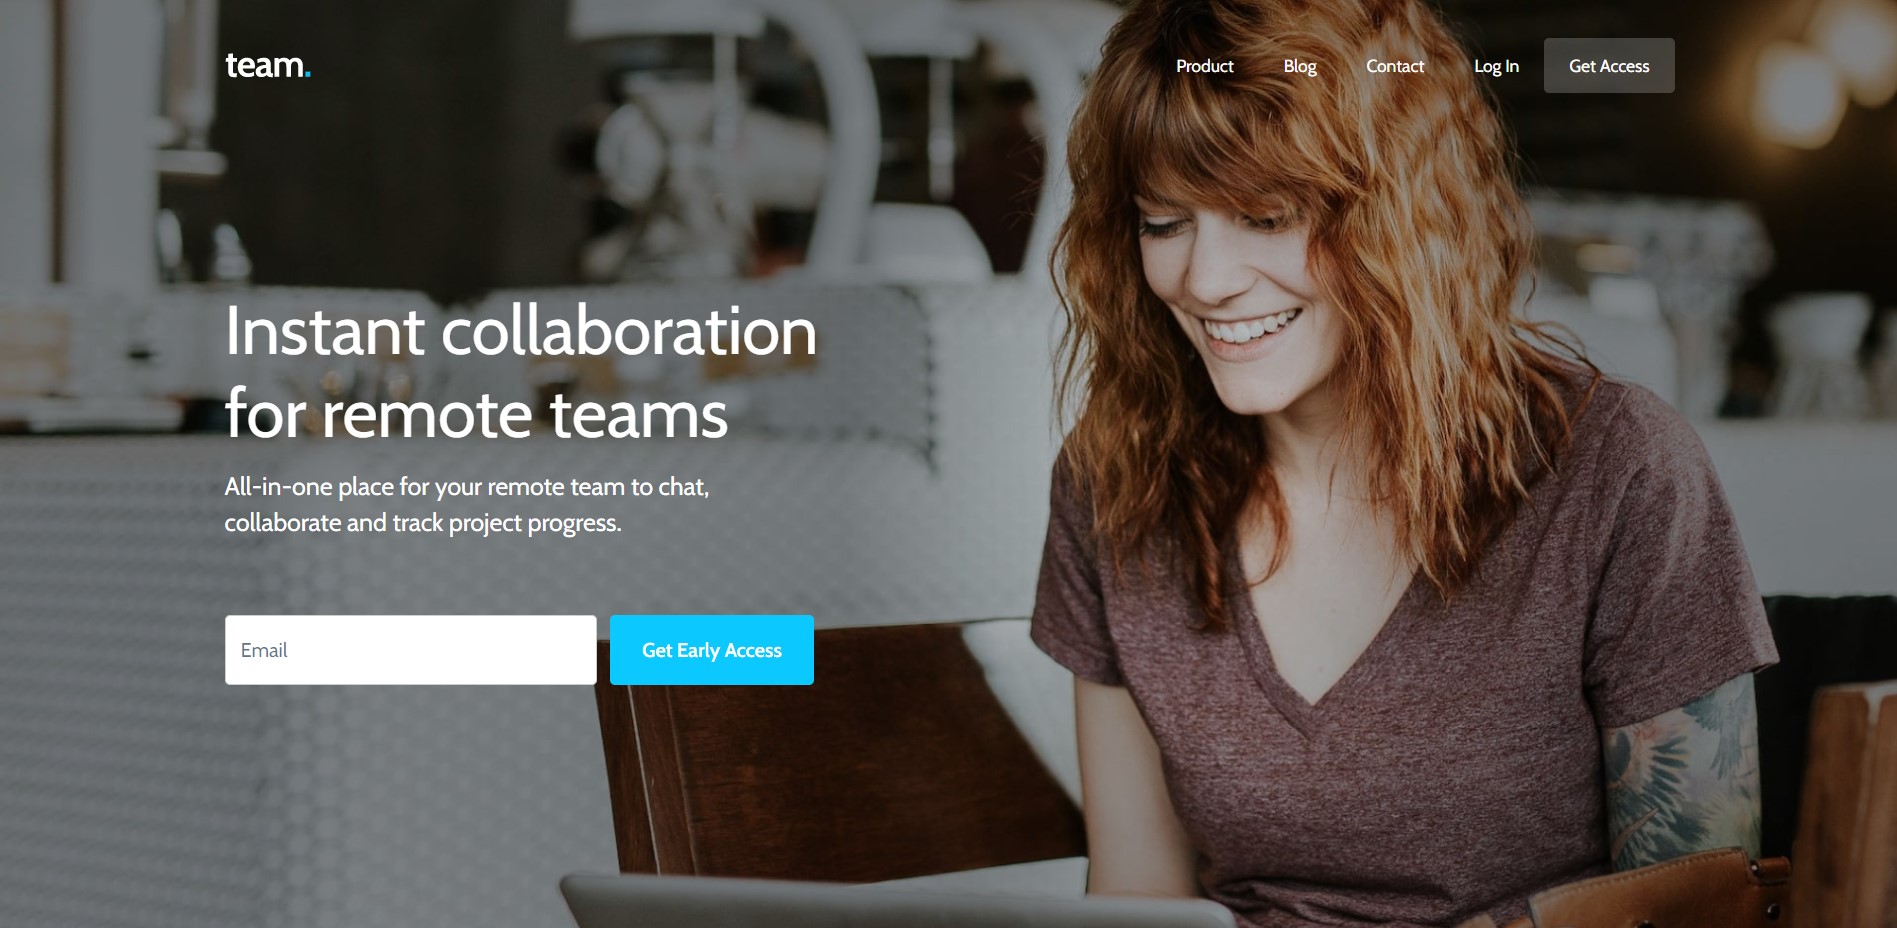 team.
Product
Blog
Contact
Log In
Get Access
Instant collaboration
for remote teams
All-in-one place for your remote team to chat,
collaborate and track project progress.
Email
Get Early Access